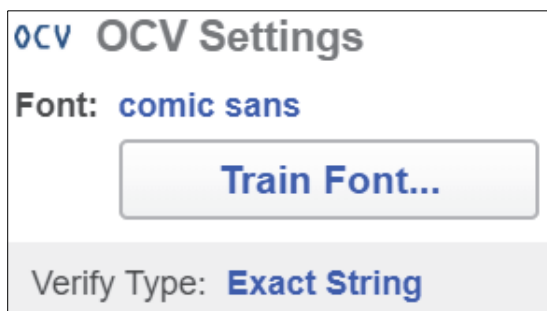 OCV OCV Settings
Font: comic sans
Train Font...
Verify Type: Exact String